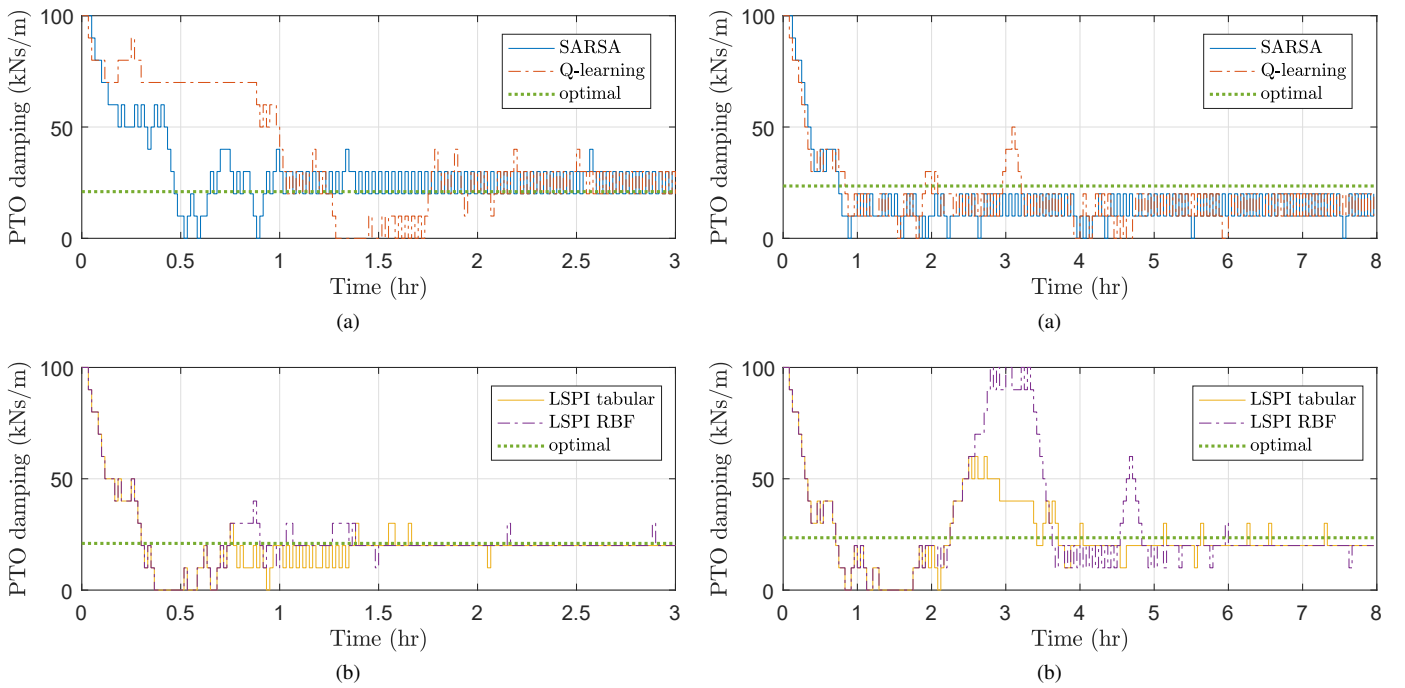 PTO damping (kNs/m)
100
50
0
SARSA
Q-learning
optimal
0 0.5 1 1.5 2 2.5 3
Time (hr)
(a)
PTO damping (kNs/m)
100
50
0
SARSA
Q-learning
optimal
0 1 2 3 4 5 6 7 8
Time (hr)
(a)
PTO damping (kNs/m)
100
50
0
LSPI tabular
LSPI RBF
optimal
0 0.5 1 1.5 2 2.5 3
Time (hr)
(b)
PTO damping (kNs/m)
100
50
0
LSPI tabular
LSPI RBF
optimal
0 1 2 3 4 5 6 7 8
Time (hr)
(b)